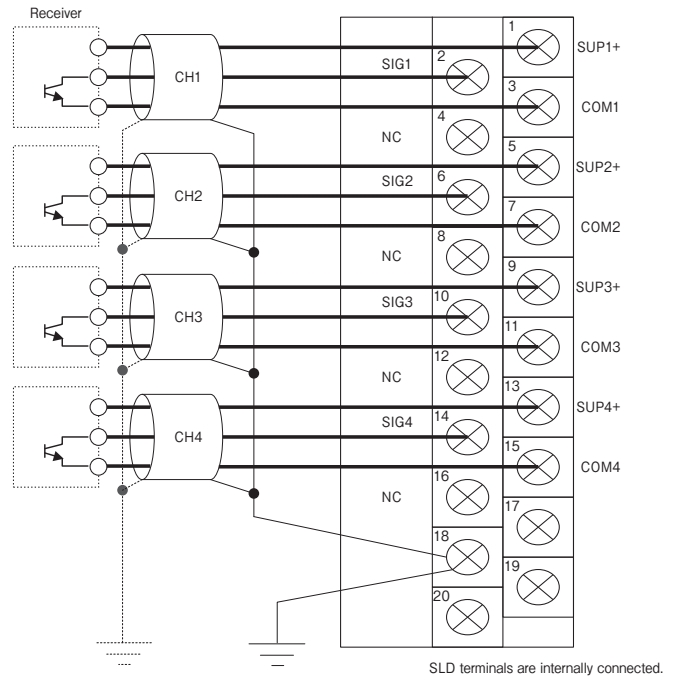 Receiver
1
SUP1+
SIG1
2
CH1
3
COM1
4
NC
5
SUP2+
SIG2
6
CH2
7
COM2
8
NC
9
SUP3+
SIG3
10
CH3
11
COM3
12
NC
13
SUP4+
SIG4
14
CH4
15
COM4
16
NC
17
18
19
20
SLD terminals are internally connected.